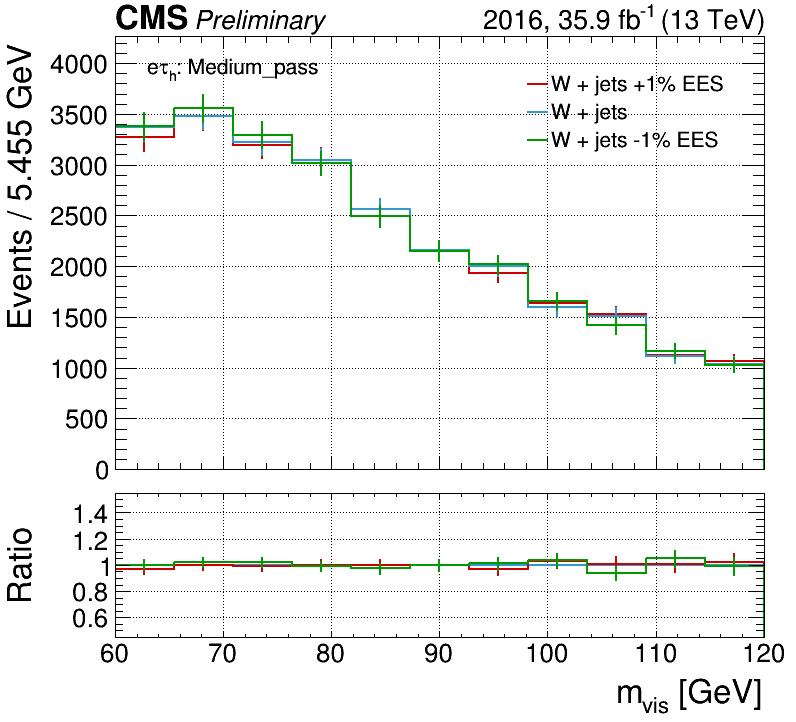 CMS Preliminary 2016, 35.9 fb⁻¹ (13 TeV)
eτₕ: Medium_pass
W + jets +1% EES
W + jets
W + jets -1% EES
Events / 5.455 GeV
4000
3500
3000
2500
2000
1500
1000
500
0
Ratio
1.4
1.2
1
0.8
0.6
60 70 80 90 100 110 120
m_vis [GeV]